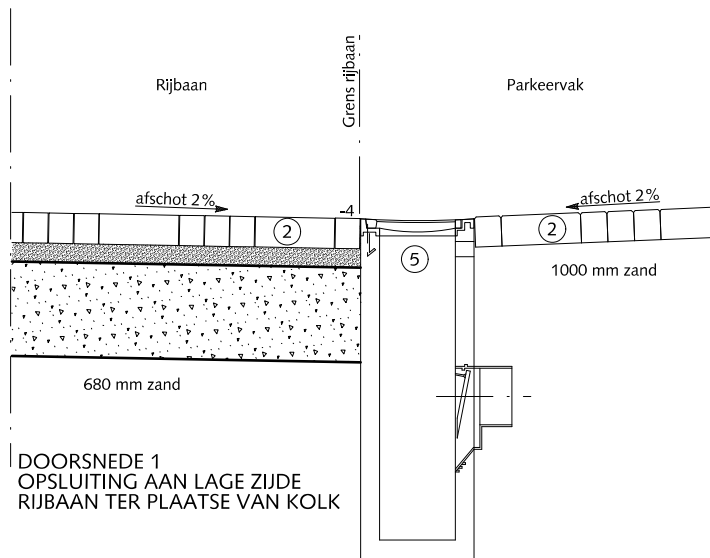 Rijbaan
Grens rijbaan
Parkeervak
afschot 2%
-4
afschot 2%
2
2
5
1000 mm zand
680 mm zand
DOORSNEDE 1
OPSLUITING AAN LAGE ZIJDE
RIJBAAN TER PLAATSE VAN KOLK